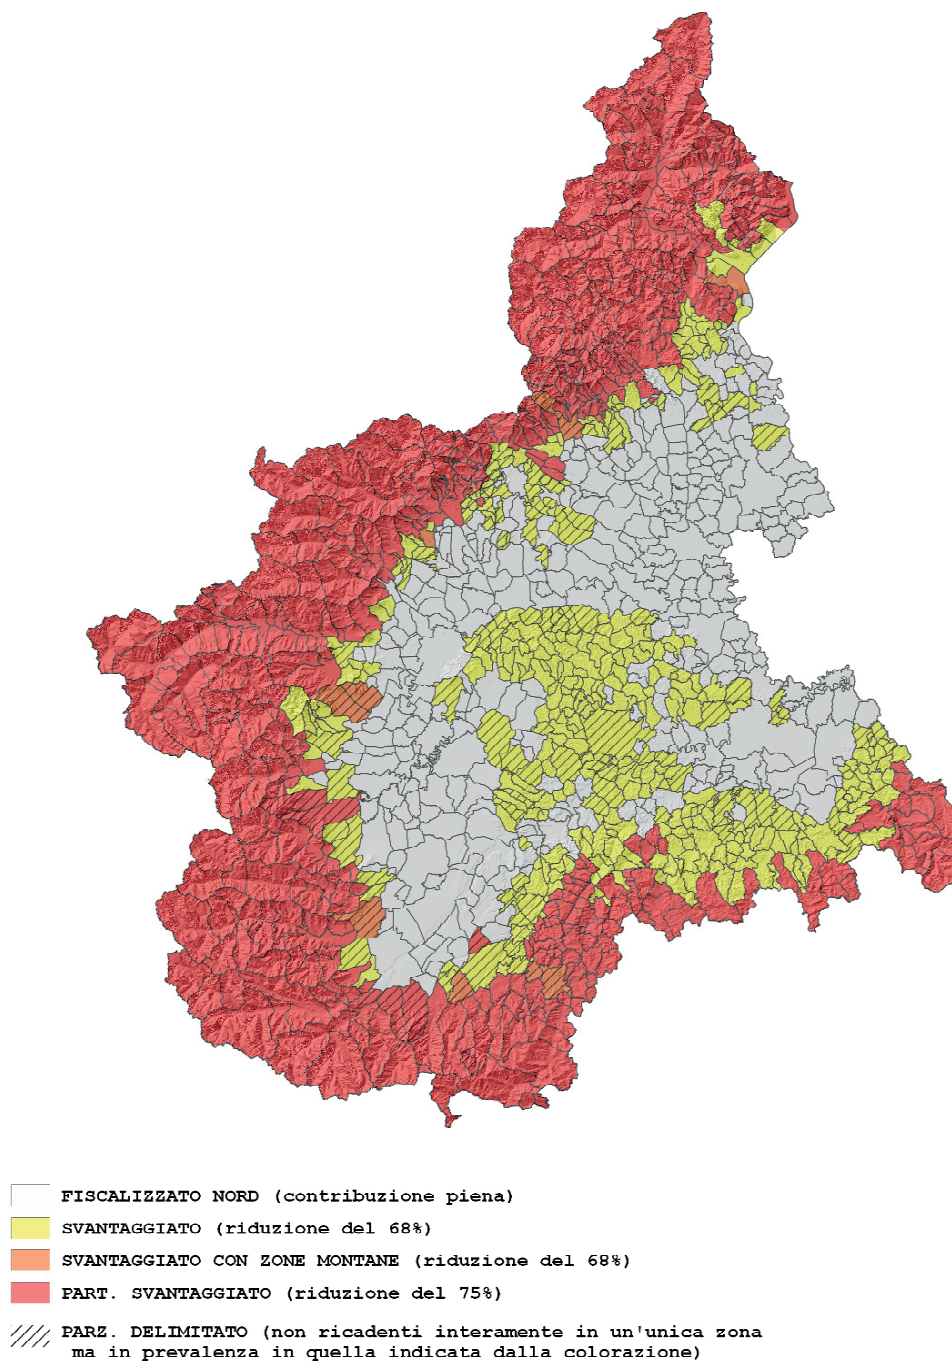 FISCALIZZATO NORD (contribuzione piena)
SVANTAGGIATO (riduzione del 68%)
SVANTAGGIATO CON ZONE MONTANE (riduzione del 68%)
PART. SVANTAGGIATO (riduzione del 75%)
PARZ. DELIMITATO (non ricadenti interamente in un'unica zona
ma in prevalenza in quella indicata dalla colorazione)